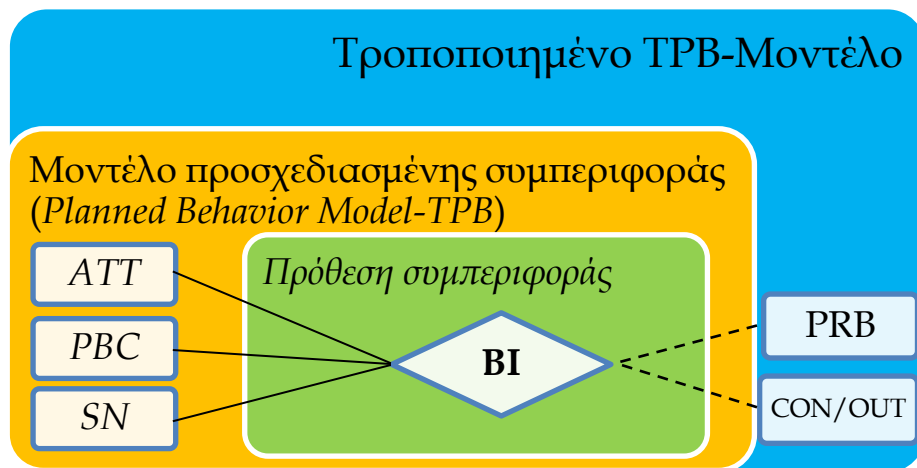 Τροποποιημένο TPB-Μοντέλο
Μοντέλο προσχεδιασμένης συμπεριφοράς
(Planned Behavior Model-TPB)
Πρόθεση συμπεριφοράς
ATT
PBC
SN
BI
PRB
CON/OUT